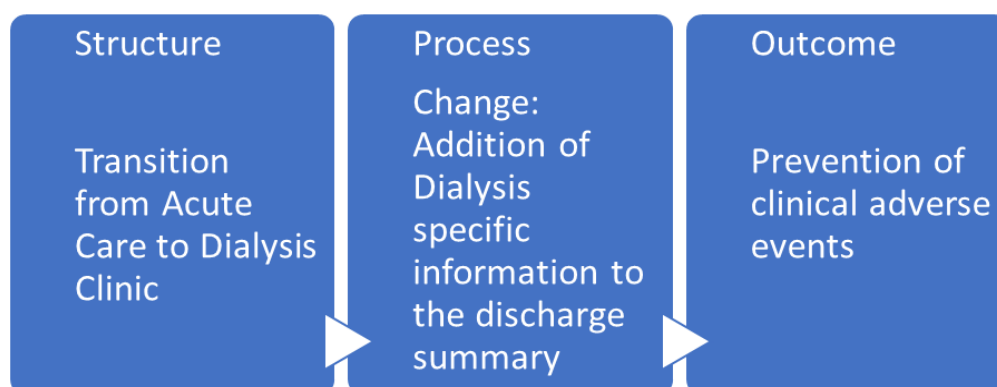 Structure
Transition
from Acute
Care to Dialysis
Clinic
Process
Change:
Addition of
Dialysis
specific
information to
the discharge
summary
Outcome
Prevention of
clinical adverse
events